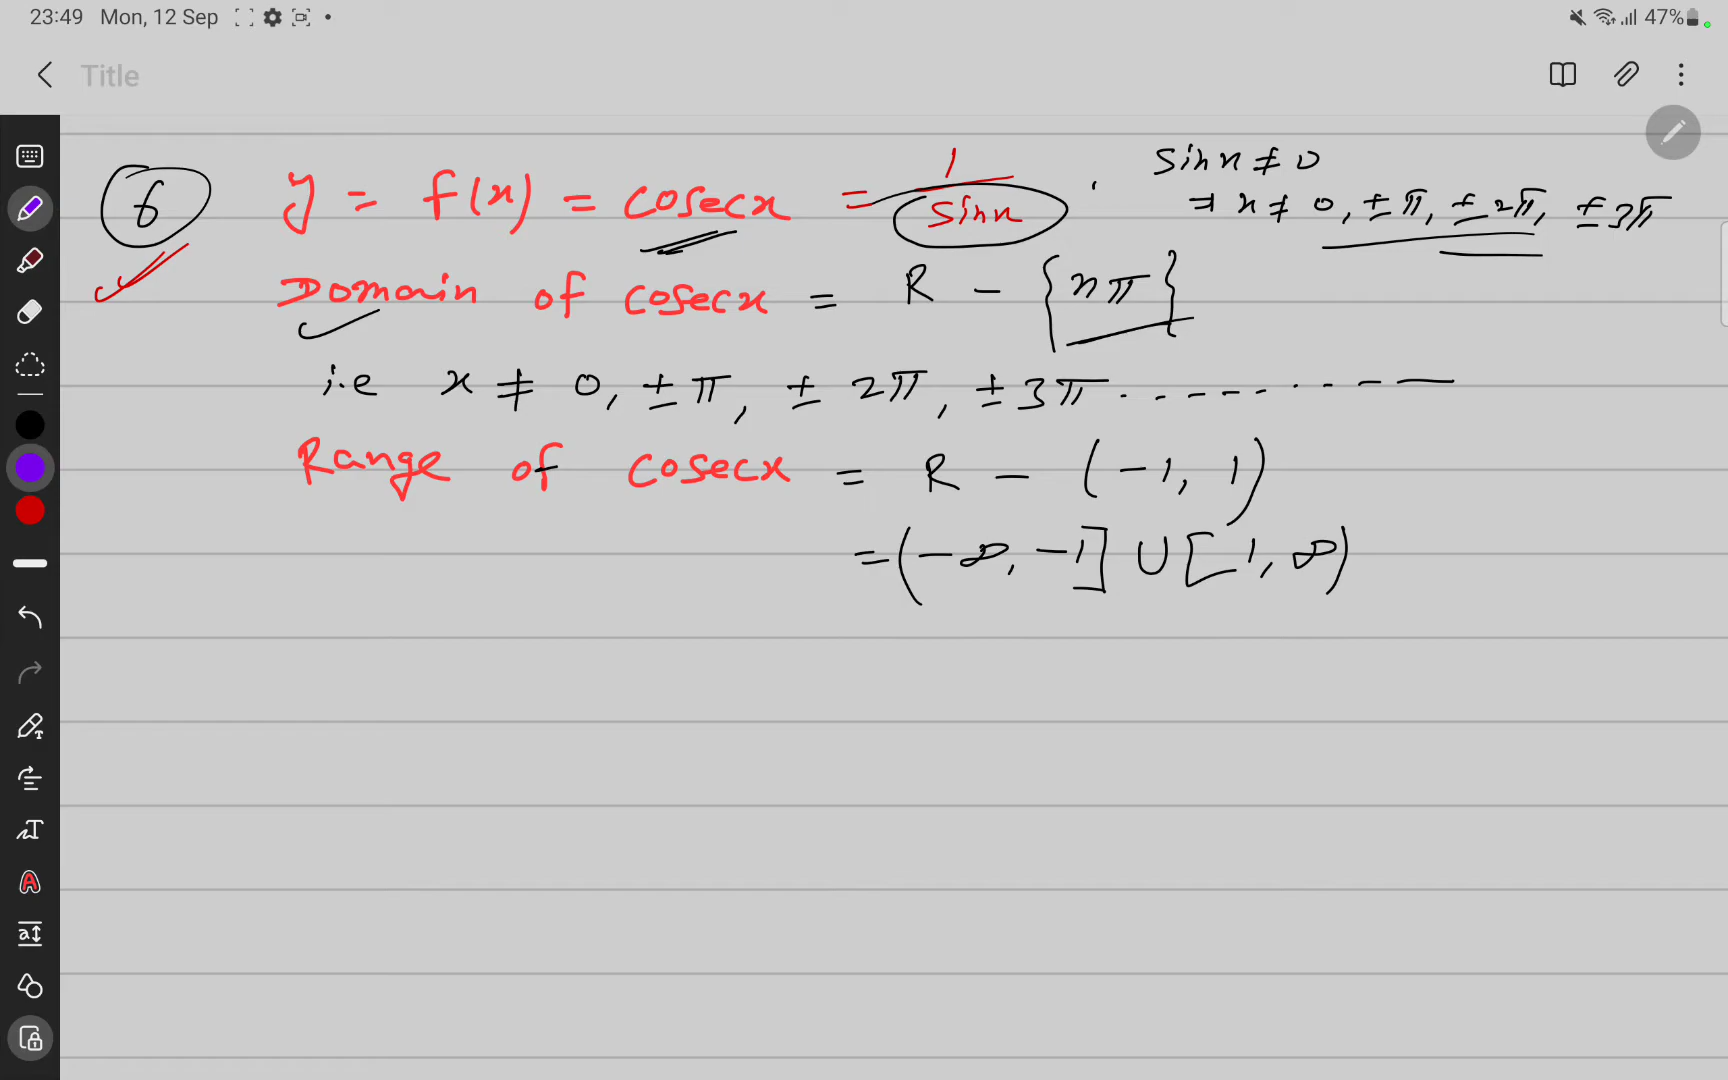 23:49 Mon, 12 Sep
47%
Title
6
y = f(x) = cosecx = 1/sinx . sinx ≠ 0
⇒ x ≠ 0, ±π, ±2π, ±3π
Domain of cosecx = R - {nπ}
i.e x ≠ 0, ±π, ±2π, ±3π . - - - - - . - - —
Range of cosecx = R - (-1, 1)
= (-∞, -1] ∪ [1, ∞)